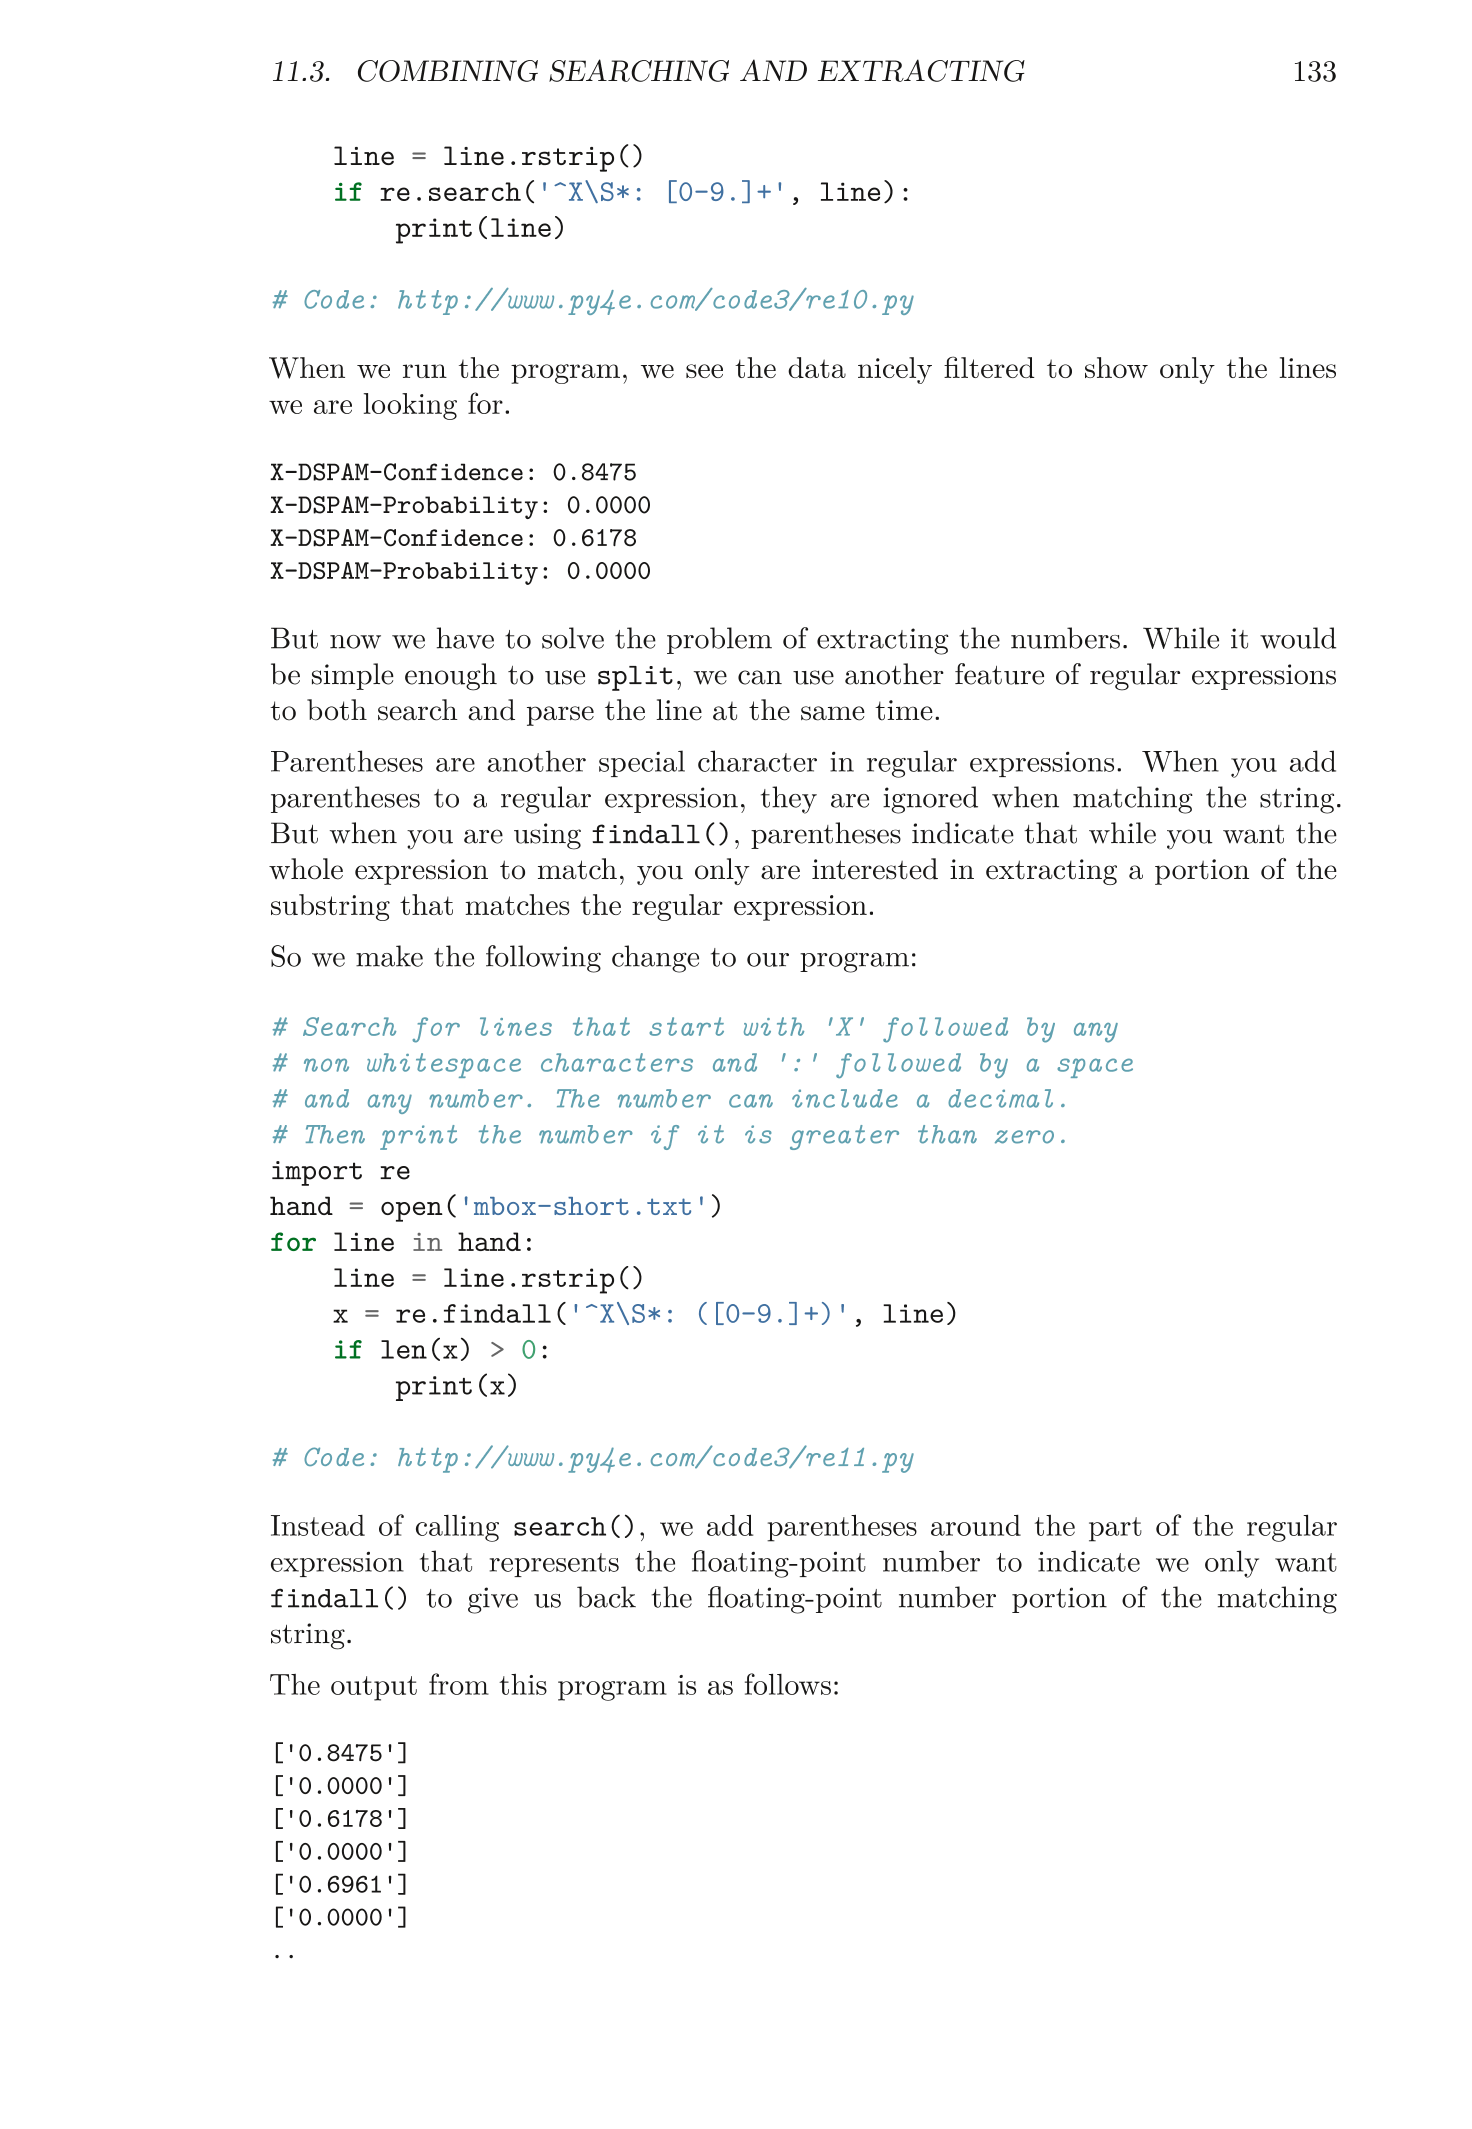 11.3. COMBINING SEARCHING AND EXTRACTING 133
    line = line.rstrip()
    if re.search('^X\S*: [0-9.]+', line):
        print(line)
# Code: http://www.py4e.com/code3/re10.py
When we run the program, we see the data nicely filtered to show only the lines
we are looking for.
X-DSPAM-Confidence: 0.8475
X-DSPAM-Probability: 0.0000
X-DSPAM-Confidence: 0.6178
X-DSPAM-Probability: 0.0000
But now we have to solve the problem of extracting the numbers. While it would
be simple enough to use split, we can use another feature of regular expressions
to both search and parse the line at the same time.
Parentheses are another special character in regular expressions. When you add
parentheses to a regular expression, they are ignored when matching the string.
But when you are using findall(), parentheses indicate that while you want the
whole expression to match, you only are interested in extracting a portion of the
substring that matches the regular expression.
So we make the following change to our program:
# Search for lines that start with 'X' followed by any
# non whitespace characters and ':' followed by a space
# and any number. The number can include a decimal.
# Then print the number if it is greater than zero.
import re
hand = open('mbox-short.txt')
for line in hand:
    line = line.rstrip()
    x = re.findall('^X\S*: ([0-9.]+)', line)
    if len(x) > 0:
        print(x)
# Code: http://www.py4e.com/code3/re11.py
Instead of calling search(), we add parentheses around the part of the regular
expression that represents the floating-point number to indicate we only want
findall() to give us back the floating-point number portion of the matching
string.
The output from this program is as follows:
['0.8475']
['0.0000']
['0.6178']
['0.0000']
['0.6961']
['0.0000']
..